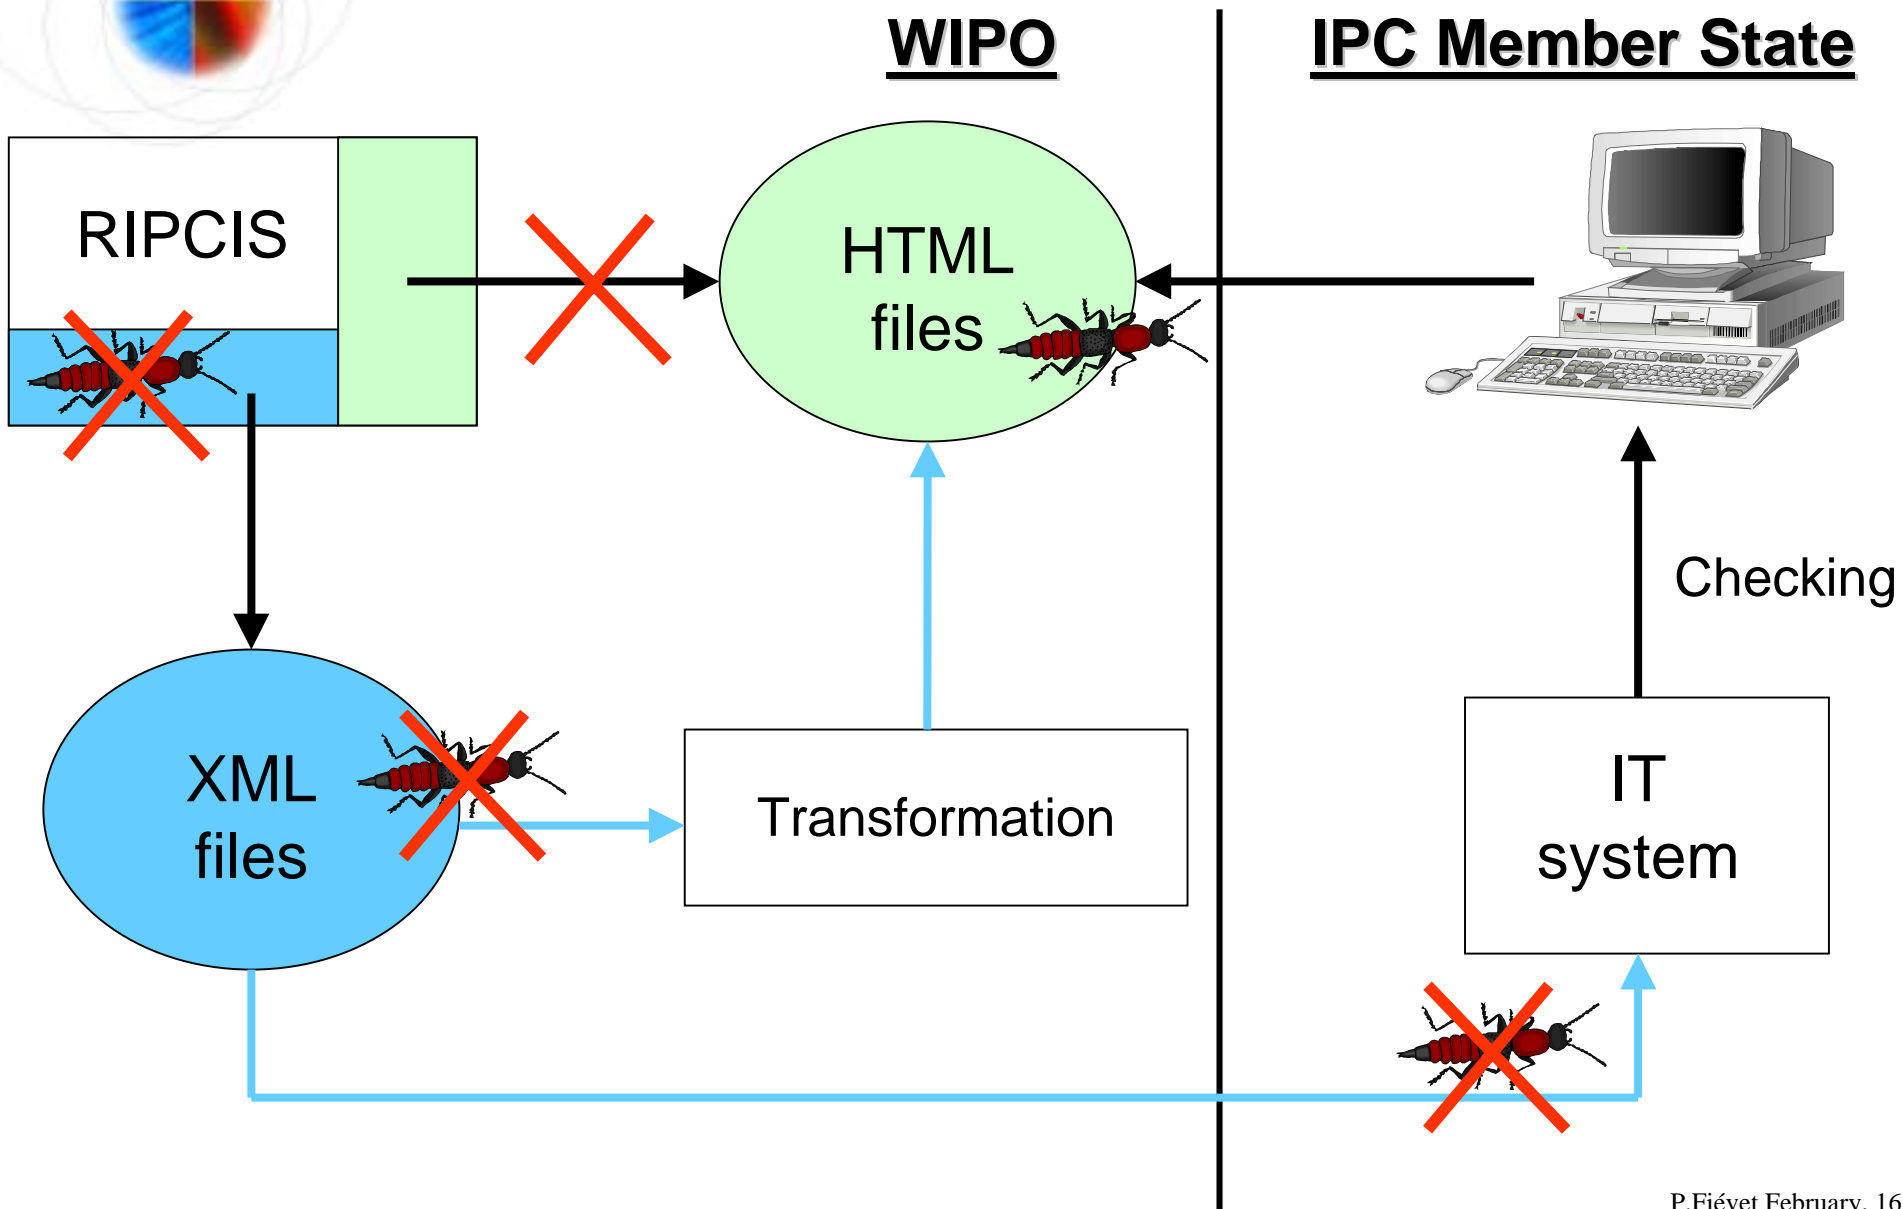 WIPO
IPC Member State
RIPCIS
HTML
files
Checking
XML
files
Transformation
IT
system
P.Fiévet February, 16